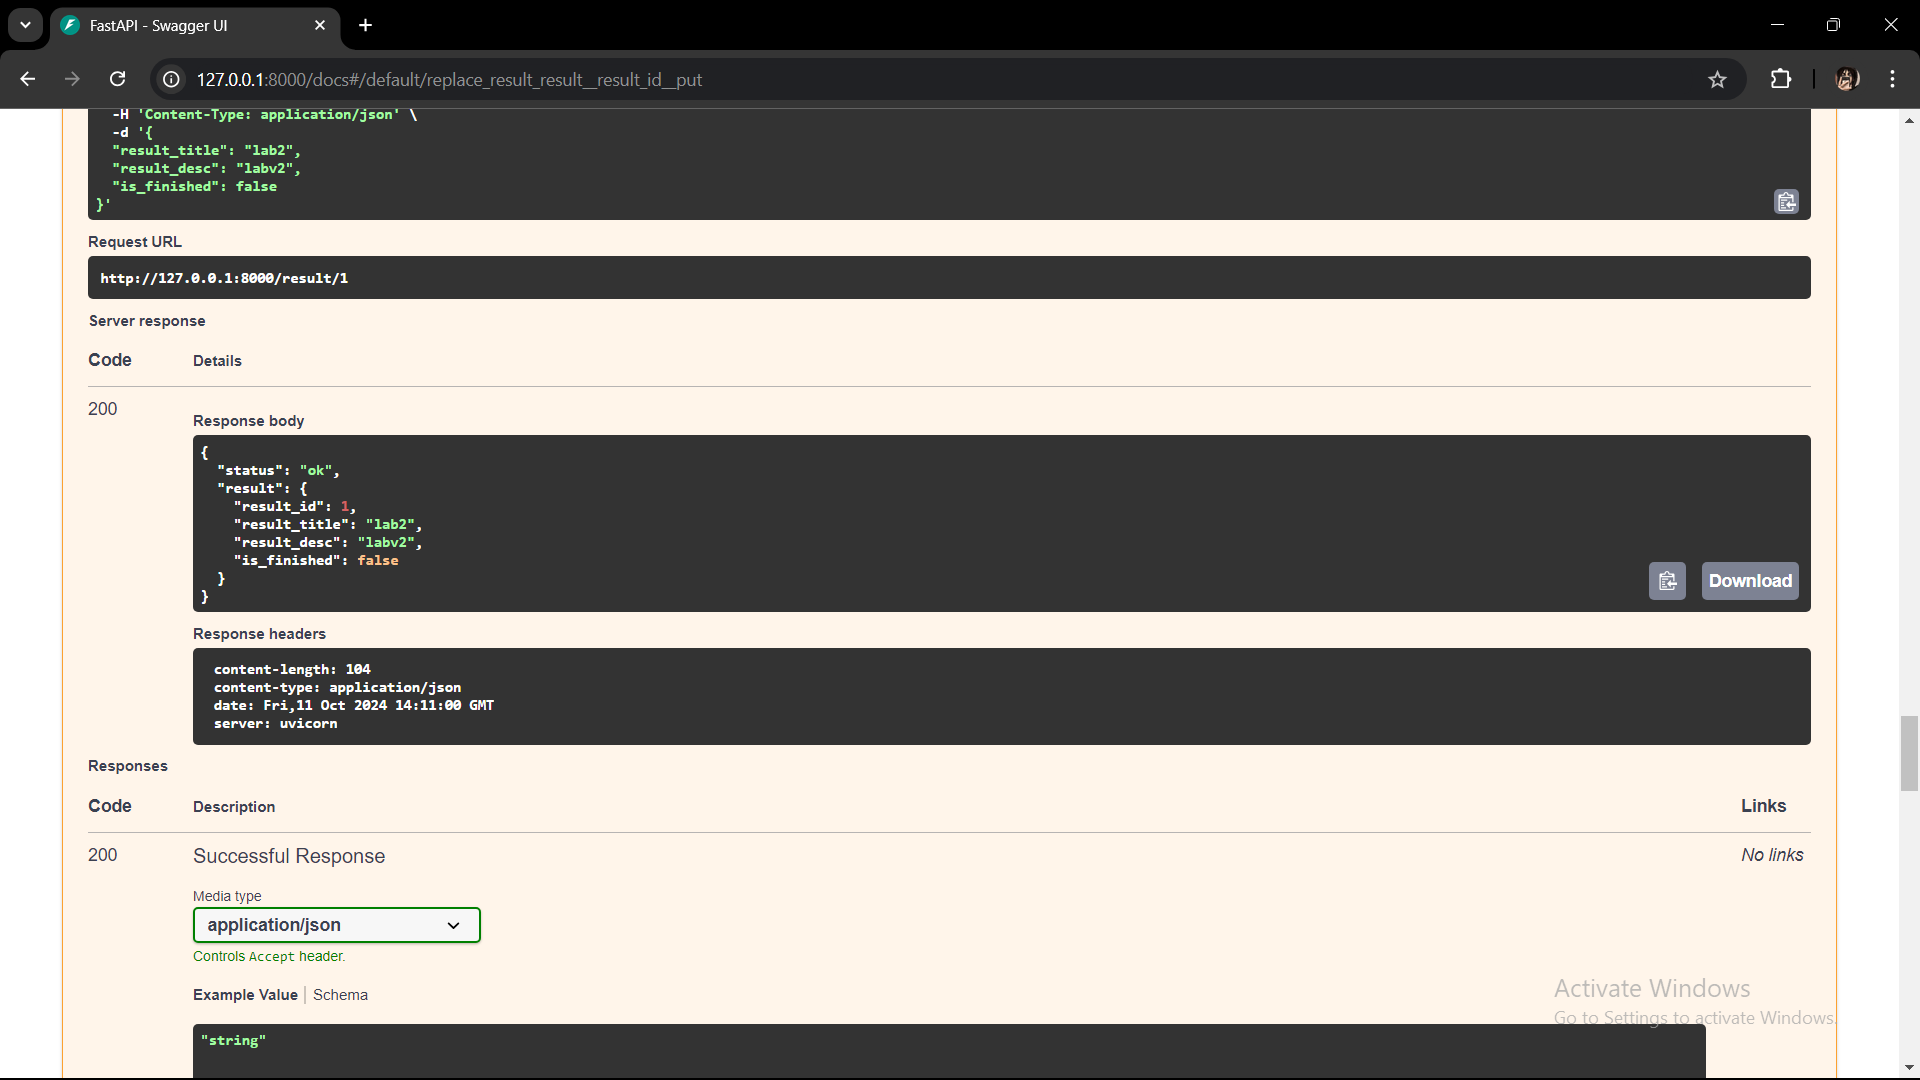 FastAPI - Swagger UI
127.0.0.1:8000/docs#/default/replace_result_result__result_id__put
-H 'Content-Type: application/json' \
-d '{
"result_title": "lab2",
"result_desc": "labv2",
"is_finished": false
}'
Request URL
http://127.0.0.1:8000/result/1
Server response
Code Details
200
Response body
{
"status": "ok",
"result": {
"result_id": 1,
"result_title": "lab2",
"result_desc": "labv2",
"is_finished": false
}
}
Download
Response headers
content-length: 104
content-type: application/json
date: Fri,11 Oct 2024 14:11:00 GMT
server: uvicorn
Responses
Code Description Links
200 Successful Response No links
Media type
application/json
Controls Accept header.
Example Value Schema
"string"
Activate Windows
Go to Settings to activate Windows.